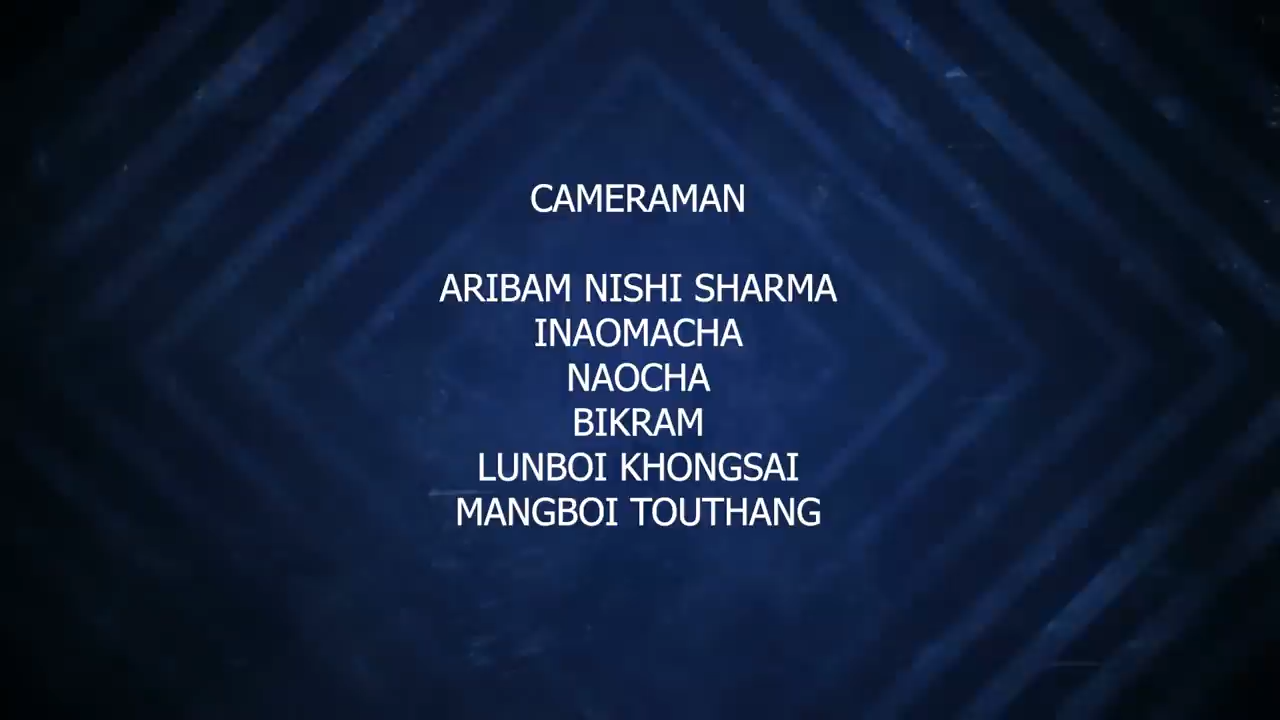 CAMERAMAN
ARIBAM NISHI SHARMA
INAOMACHA
NAOCHA
BIKRAM
LUNBOI KHONGSAI
MANGBOI TOUTHANG